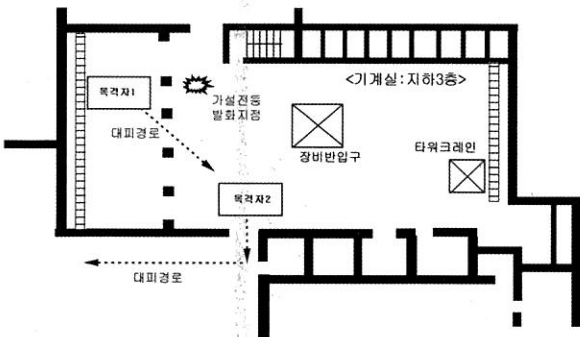 <기계실:지하3층>
목격자1
가설전등
발화지점
대피경로
장비반입구
타워크레인
목격자2
대피경로